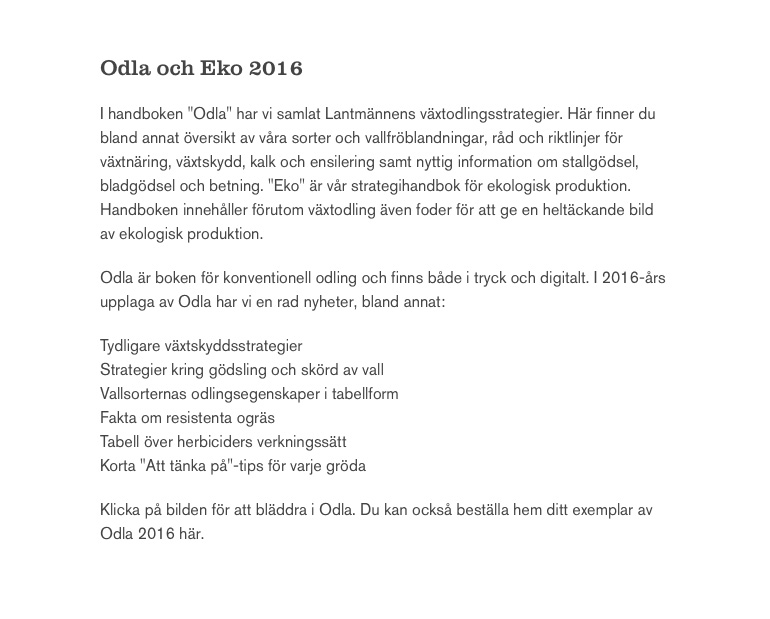 Odla och Eko 2016
I handboken "Odla" har vi samlat Lantmännens växtodlingsstrategier. Här finner du
bland annat översikt av våra sorter och vallfröblandningar, råd och riktlinjer för
växtnäring, växtskydd, kalk och ensilering samt nyttig information om stallgödsel,
bladgödsel och betning. "Eko" är vår strategihandbok för ekologisk produktion.
Handboken innehåller förutom växtodling även foder för att ge en heltäckande bild
av ekologisk produktion.
Odla är boken för konventionell odling och finns både i tryck och digitalt. I 2016-års
upplaga av Odla har vi en rad nyheter, bland annat:
Tydligare växtskyddsstrategier
Strategier kring gödsling och skörd av vall
Vallsorternas odlingsegenskaper i tabellform
Fakta om resistenta ogräs
Tabell över herbiciders verkningssätt
Korta "Att tänka på"-tips för varje gröda
Klicka på bilden för att bläddra i Odla. Du kan också beställa hem ditt exemplar av
Odla 2016 här.